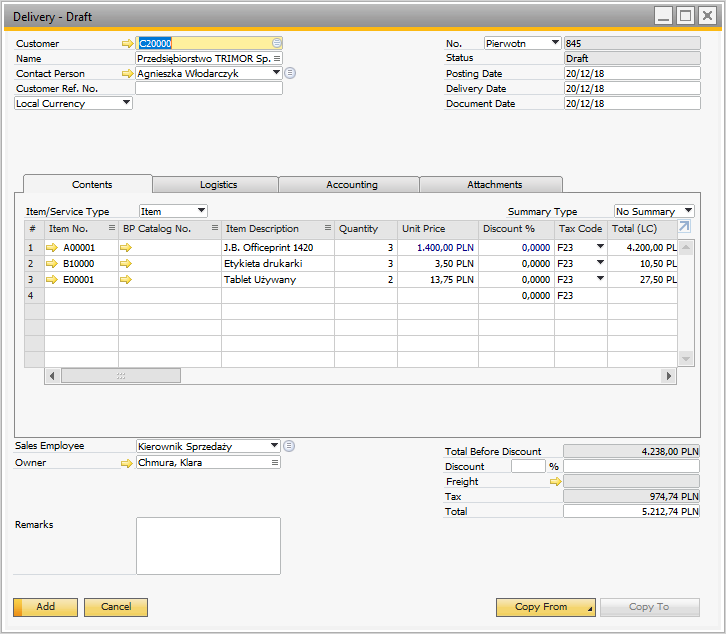 Delivery - Draft
Customer C20000
Name Przedsiębiorstwo TRIMOR Sp.
Contact Person Agnieszka Włodarczyk
Customer Ref. No.
Local Currency
No. Pierwotn 845
Status Draft
Posting Date 20/12/18
Delivery Date 20/12/18
Document Date 20/12/18
Contents Logistics Accounting Attachments
Item/Service Type Item Summary Type No Summary
# Item No. BP Catalog No. Item Description Quantity Unit Price Discount % Tax Code Total (LC)
1 A00001 J.B. Officeprint 1420 3 1.400,00 PLN 0,0000 F23 4.200,00 PL
2 B10000 Etykieta drukarki 3 3,50 PLN 0,0000 F23 10,50 PL
3 E00001 Tablet Używany 2 13,75 PLN 0,0000 F23 27,50 PL
4 0,0000 F23
Sales Employee Kierownik Sprzedaży
Owner Chmura, Klara
Total Before Discount 4.238,00 PLN
Discount %
Freight
Tax 974,74 PLN
Total 5.212,74 PLN
Remarks
Add Cancel Copy From Copy To